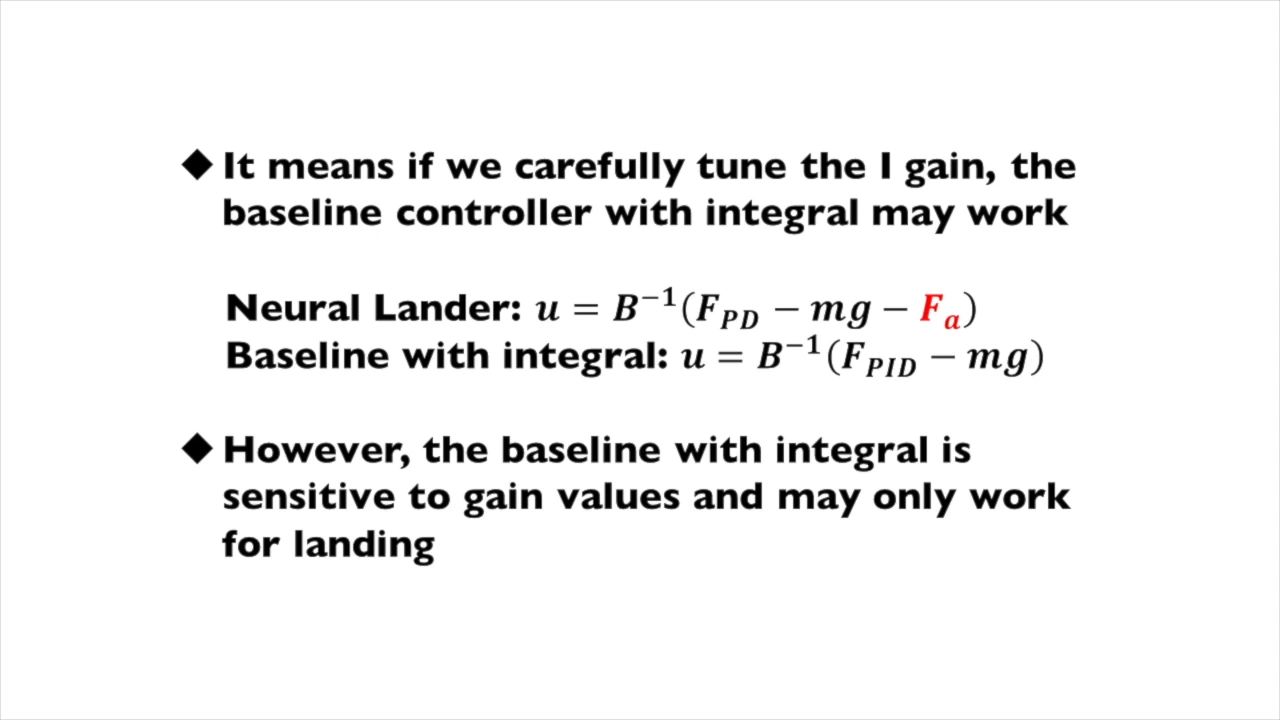 ◆ It means if we carefully tune the I gain, the
baseline controller with integral may work
Neural Lander: u = B⁻¹(F_PD − mg − F_a)
Baseline with integral: u = B⁻¹(F_PID − mg)
◆ However, the baseline with integral is
sensitive to gain values and may only work
for landing